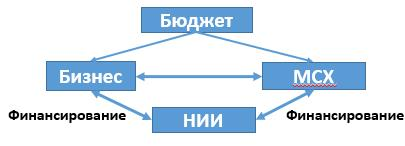 Бюджет
Бизнес
МСХ
Финансирование
НИИ
Финансирование